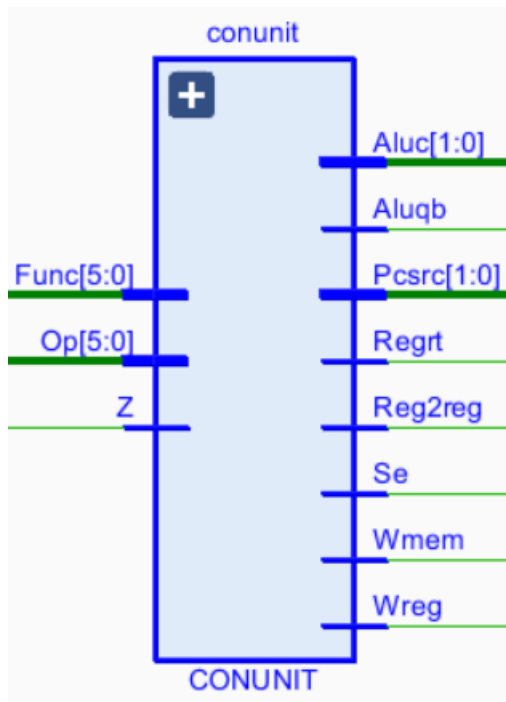 conunit
Aluc[1:0]
Aluqb
Func[5:0]
Pcsrc[1:0]
Op[5:0]
Regrt
Z
Reg2reg
Se
Wmem
Wreg
CONUNIT